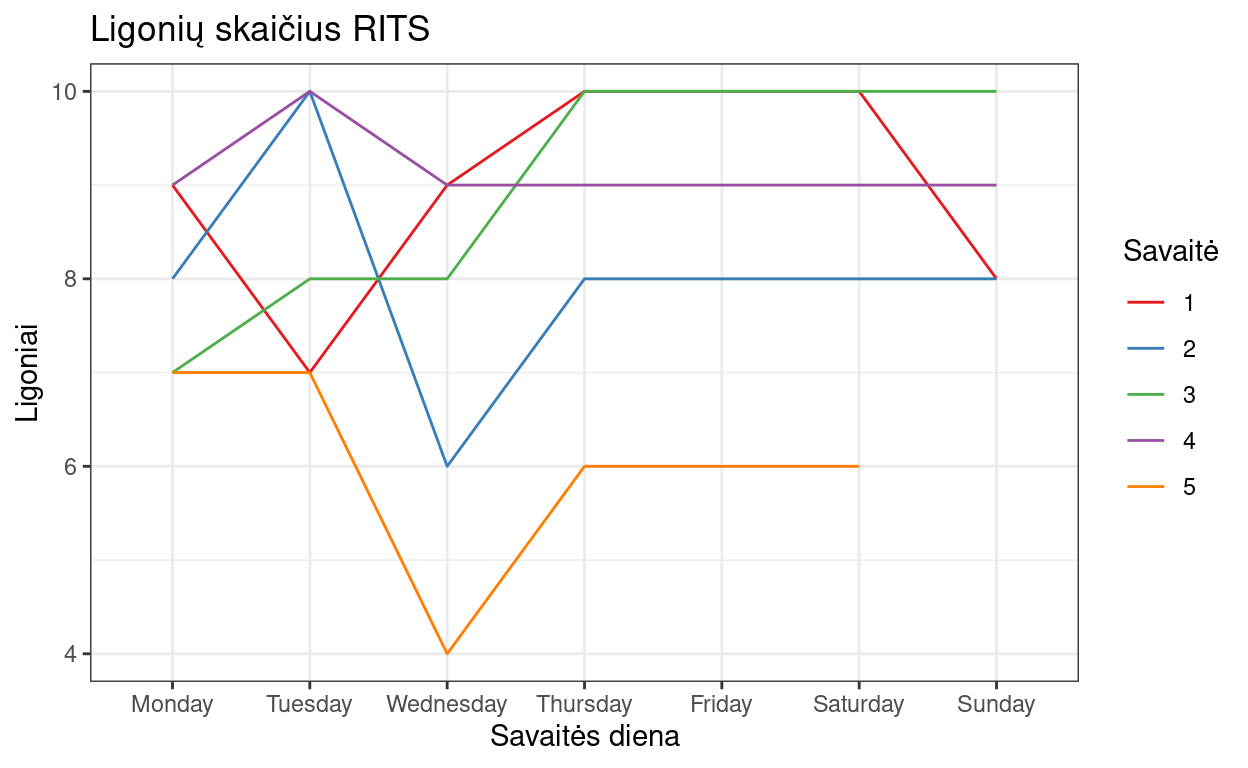 Ligonių skaičius RITS
Ligoniai
10
8
6
4
Monday Tuesday Wednesday Thursday Friday Saturday Sunday
Savaitės diena
Savaitė
1
2
3
4
5